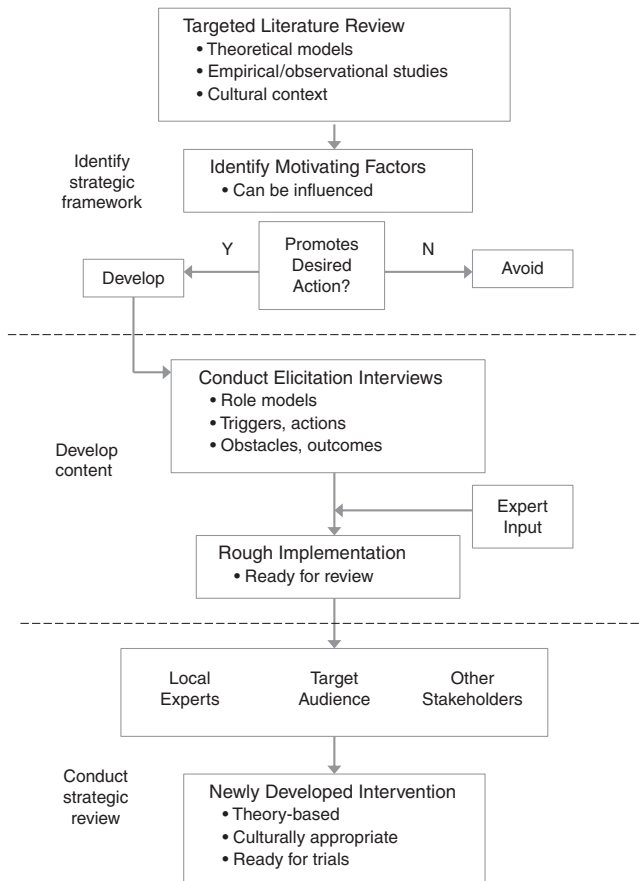 Targeted Literature Review
• Theoretical models
• Empirical/observational studies
• Cultural context
Identify
strategic
framework
Identify Motivating Factors
• Can be influenced
Y
Promotes
Desired
Action?
N
Develop
Avoid
Conduct Elicitation Interviews
• Role models
• Triggers, actions
• Obstacles, outcomes
Develop
content
Expert
Input
Rough Implementation
• Ready for review
Local
Experts
Target
Audience
Other
Stakeholders
Conduct
strategic
review
Newly Developed Intervention
• Theory-based
• Culturally appropriate
• Ready for trials